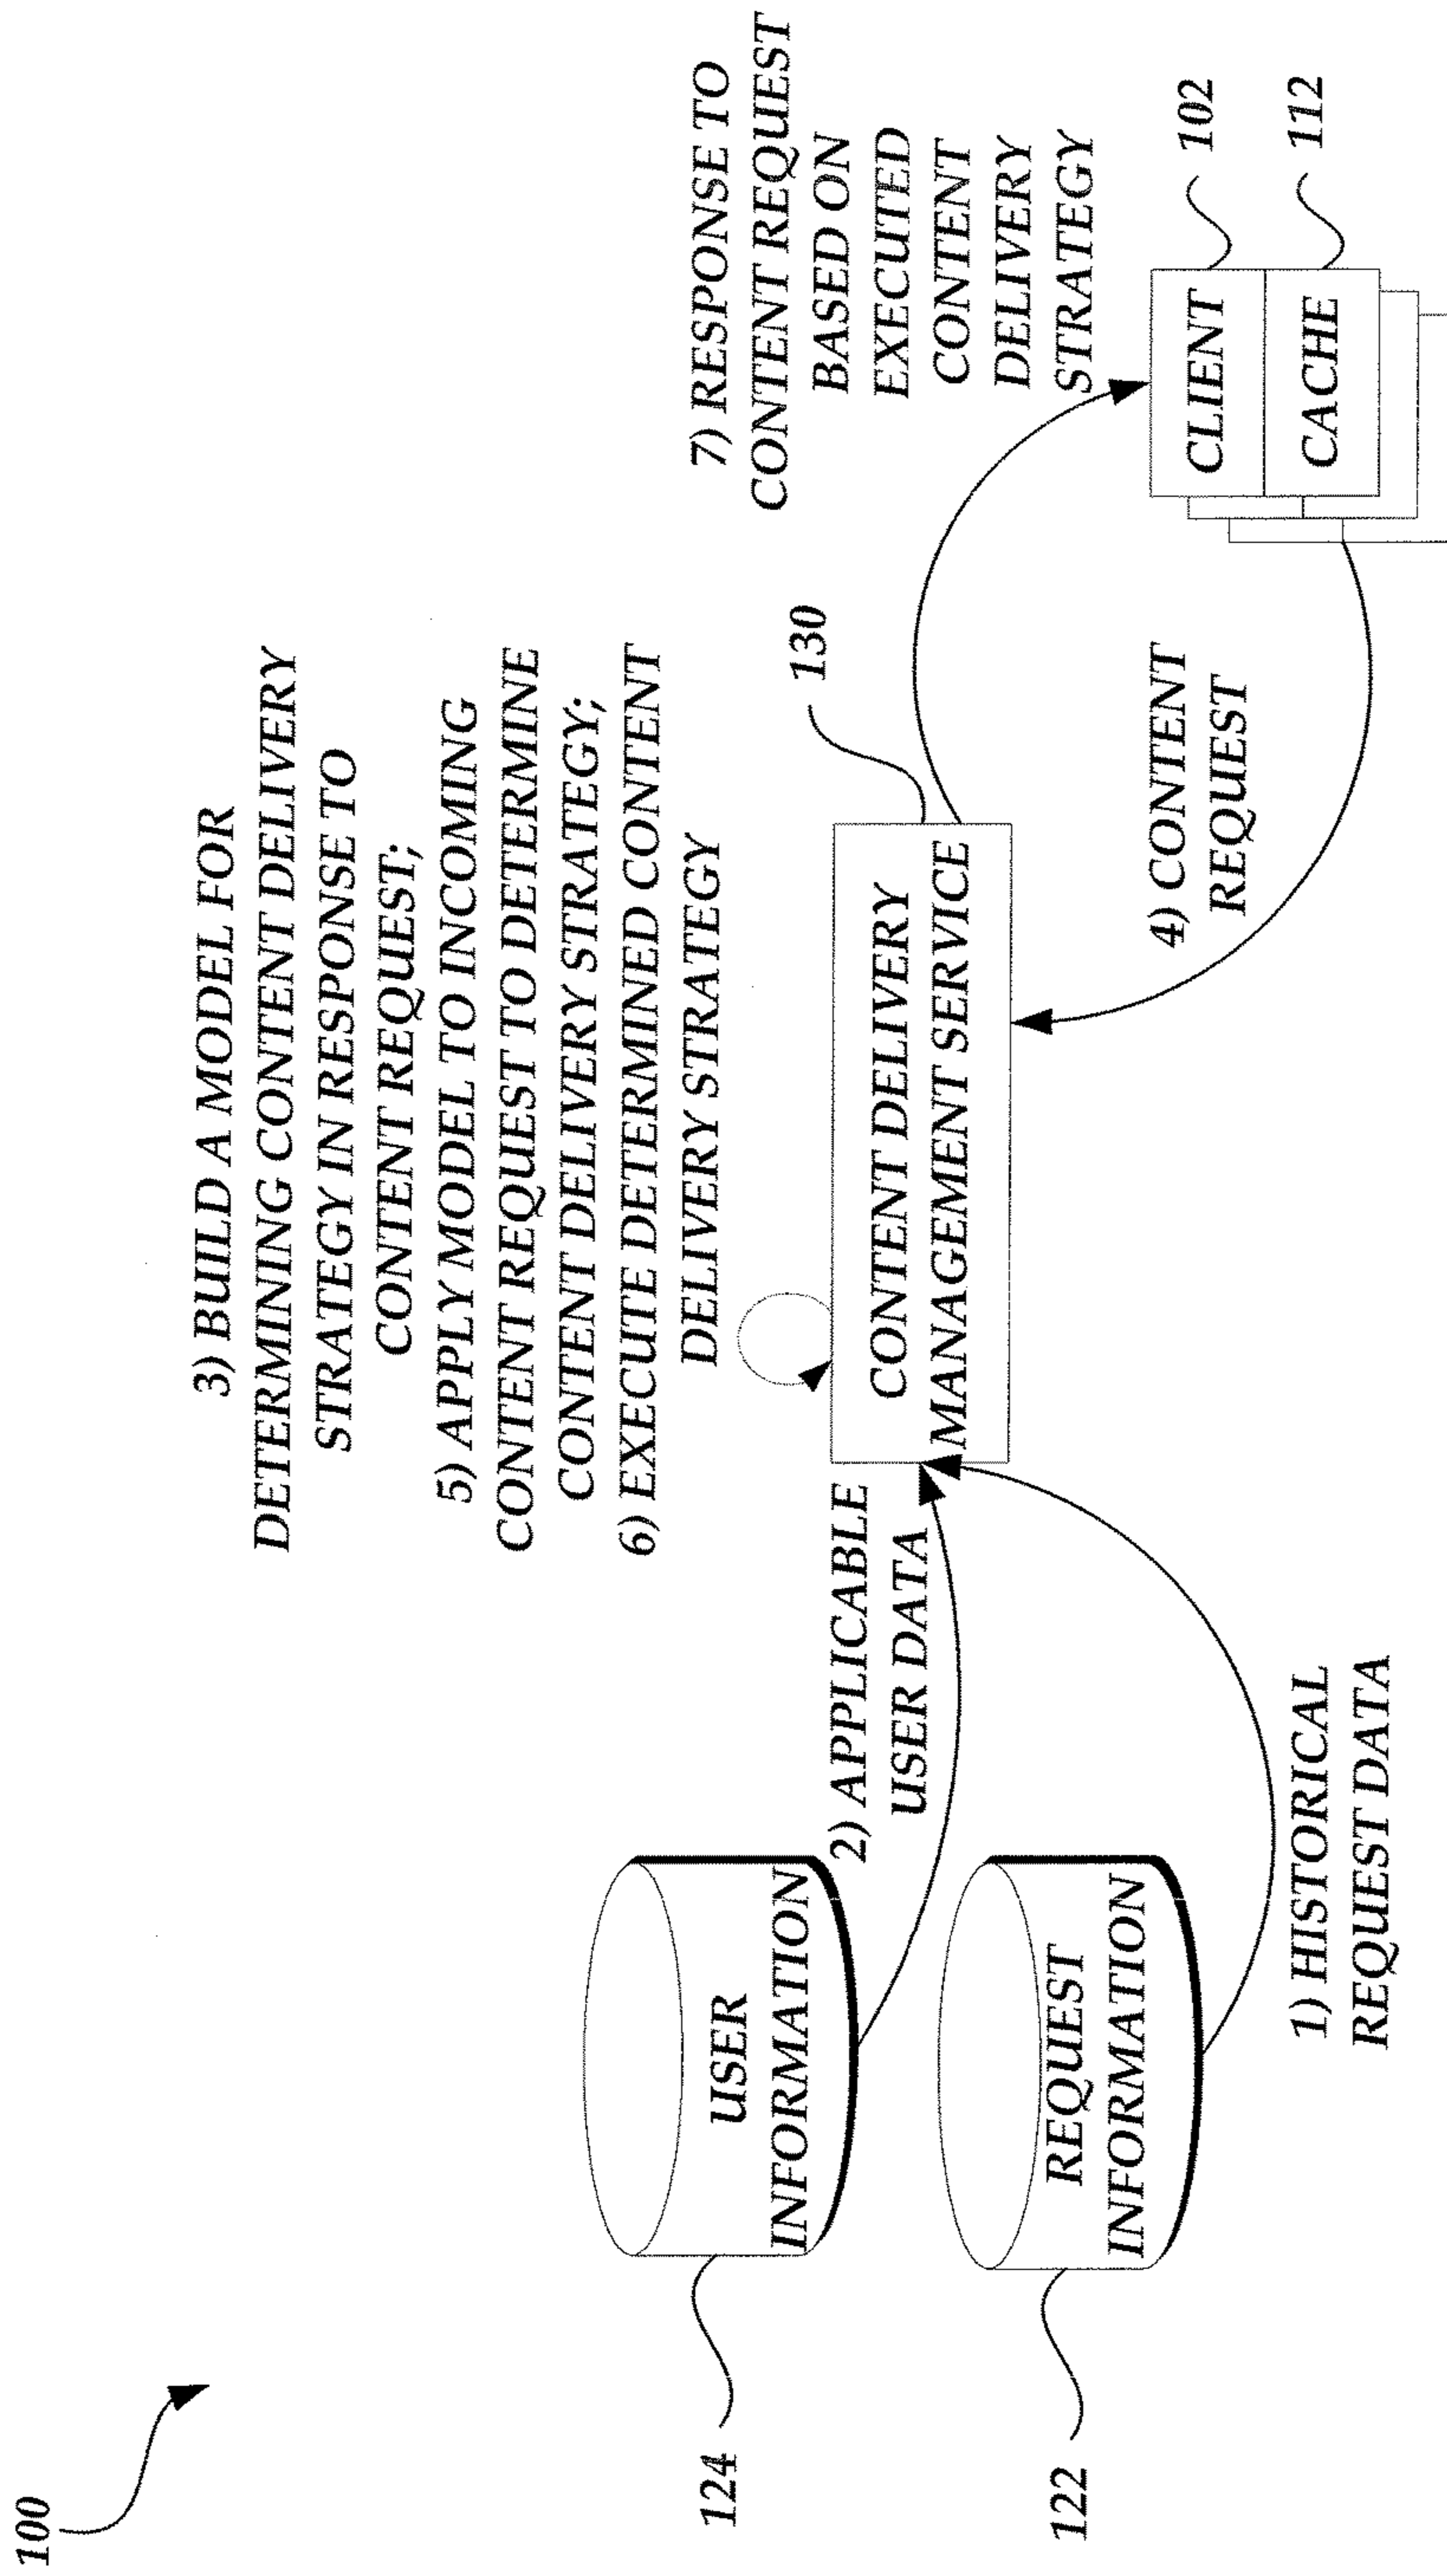 100
3) BUILD A MODEL FOR
DETERMINING CONTENT DELIVERY
STRATEGY IN RESPONSE TO
CONTENT REQUEST;
5) APPLY MODEL TO INCOMING
CONTENT REQUEST TO DETERMINE
CONTENT DELIVERY STRATEGY;
6) EXECUTE DETERMINED CONTENT
DELIVERY STRATEGY
7) RESPONSE TO
CONTENT REQUEST
BASED ON
EXECUTED
CONTENT
DELIVERY
STRATEGY
124
USER
INFORMATION
2) APPLICABLE
USER DATA
130
CONTENT DELIVERY
MANAGEMENT SERVICE
122
REQUEST
INFORMATION
1) HISTORICAL
REQUEST DATA
4) CONTENT
REQUEST
CLIENT
102
CACHE
112